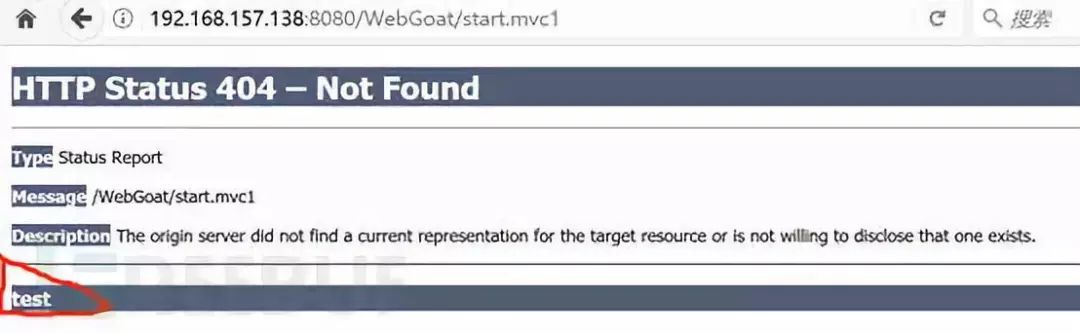 192.168.157.138:8080/WebGoat/start.mvc1
搜索
HTTP Status 404 – Not Found
Type Status Report
Message /WebGoat/start.mvc1
Description The origin server did not find a current representation for the target resource or is not willing to disclose that one exists.
test